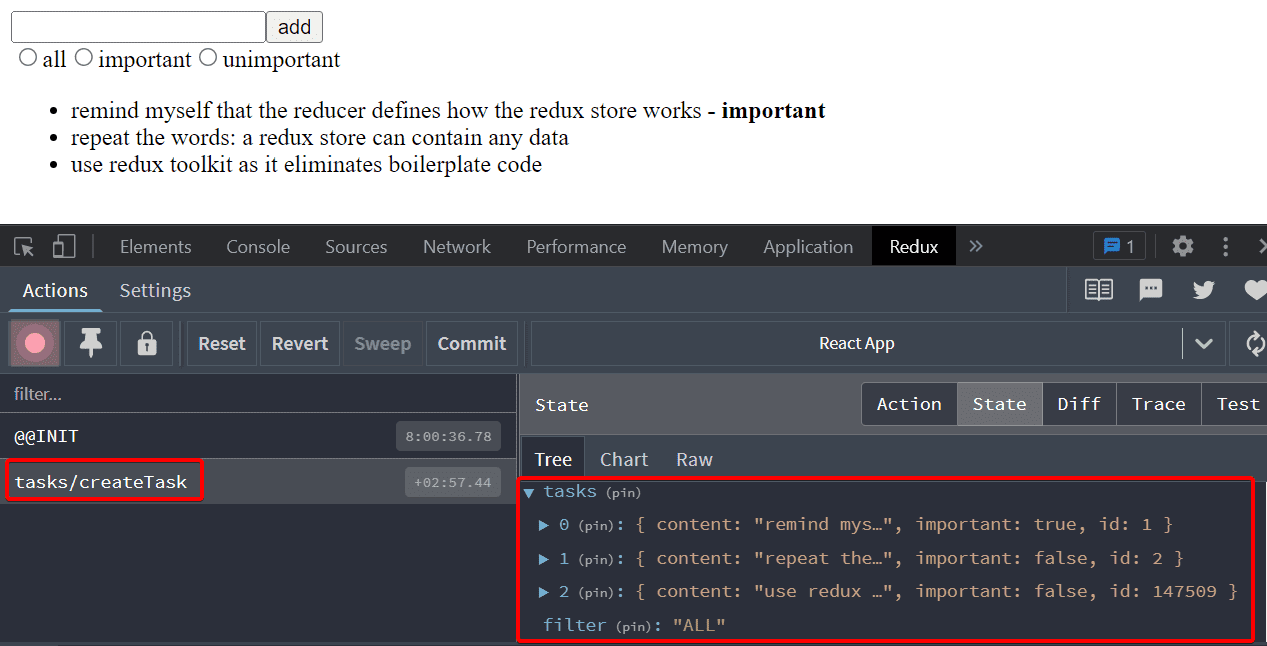 add
all important unimportant
remind myself that the reducer defines how the redux store works - important
repeat the words: a redux store can contain any data
use redux toolkit as it eliminates boilerplate code
Elements Console Sources Network Performance Memory Application Redux » 1
Actions Settings
Reset Revert Sweep Commit React App
filter...
@@INIT 8:00:36.78
tasks/createTask +02:57.44
State Action State Diff Trace Test
Tree Chart Raw
▼ tasks (pin)
▶ 0 (pin): { content: "remind mys…", important: true, id: 1 }
▶ 1 (pin): { content: "repeat the…", important: false, id: 2 }
▶ 2 (pin): { content: "use redux …", important: false, id: 147509 }
filter (pin): "ALL"